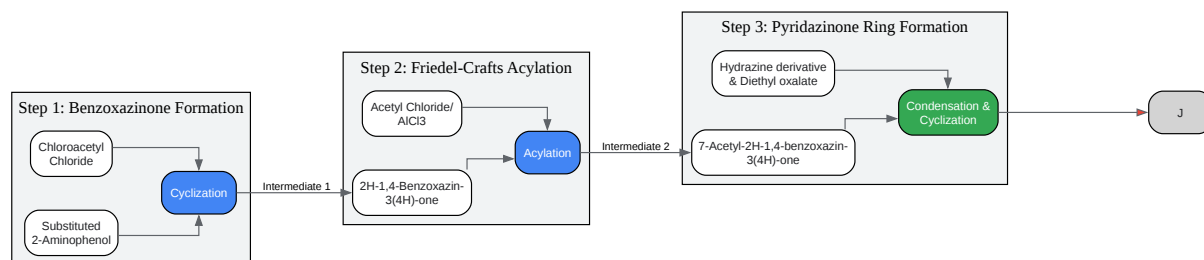 Step 1: Benzoxazinone Formation
Chloroacetyl
Chloride
Substituted
2-Aminophenol
Cyclization
Intermediate 1
Step 2: Friedel-Crafts Acylation
Acetyl Chloride/
AlCl3
2H-1,4-Benzoxazin-
3(4H)-one
Acylation
Intermediate 2
Step 3: Pyridazinone Ring Formation
Hydrazine derivative
& Diethyl oxalate
7-Acetyl-2H-1,4-benzoxazin-
3(4H)-one
Condensation &
Cyclization
J